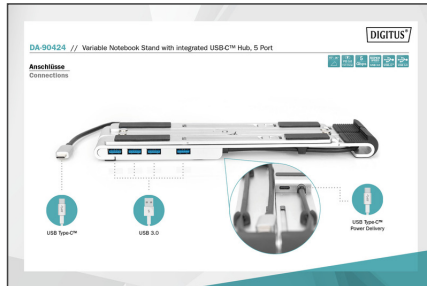 DIGITUS®
DA-90424 // Variable Notebook Stand with integrated USB-C™ Hub, 5 Port
Anschlüsse
Connections
USB Type-C™
USB 3.0
USB Type-C™
Power Delivery